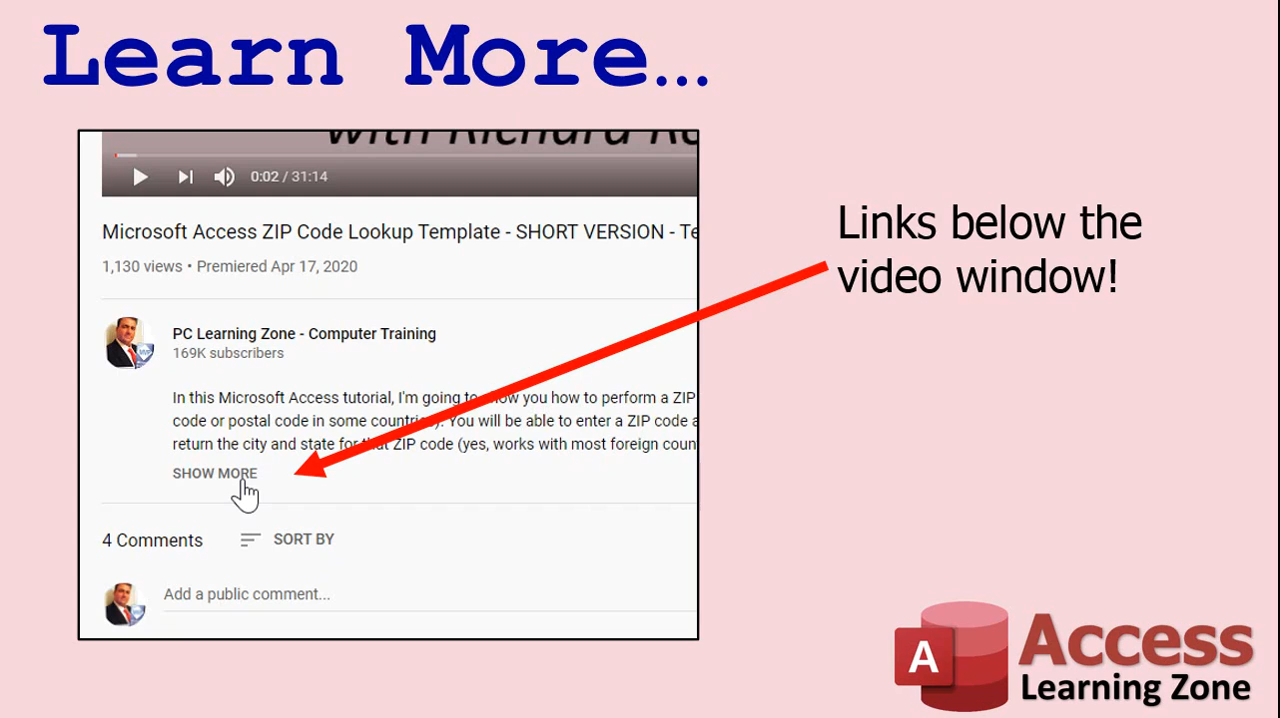 Learn More...
with Richard R
0:02 / 31:14
Microsoft Access ZIP Code Lookup Template - SHORT VERSION - Te
1,130 views • Premiered Apr 17, 2020
Links below the
video window!
PC Learning Zone - Computer Training
169K subscribers
In this Microsoft Access tutorial, I'm going to show you how to perform a ZIP
code or postal code in some countries). You will be able to enter a ZIP code a
return the city and state for that ZIP code (yes, works with most foreign coun
SHOW MORE
4 Comments
SORT BY
Add a public comment...
A
Access
Learning Zone